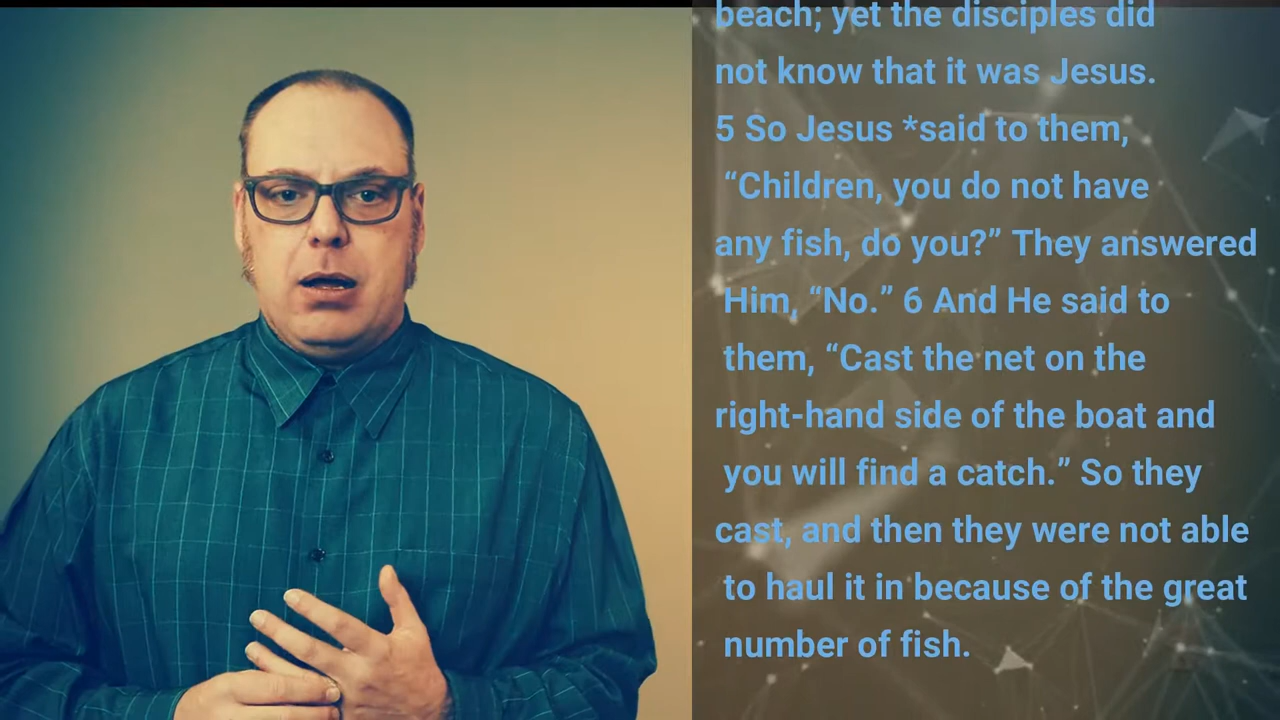 beach; yet the disciples did
not know that it was Jesus.
5 So Jesus *said to them,
“Children, you do not have
any fish, do you?” They answered
Him, “No.” 6 And He said to
them, “Cast the net on the
right-hand side of the boat and
you will find a catch.” So they
cast, and then they were not able
to haul it in because of the great
number of fish.